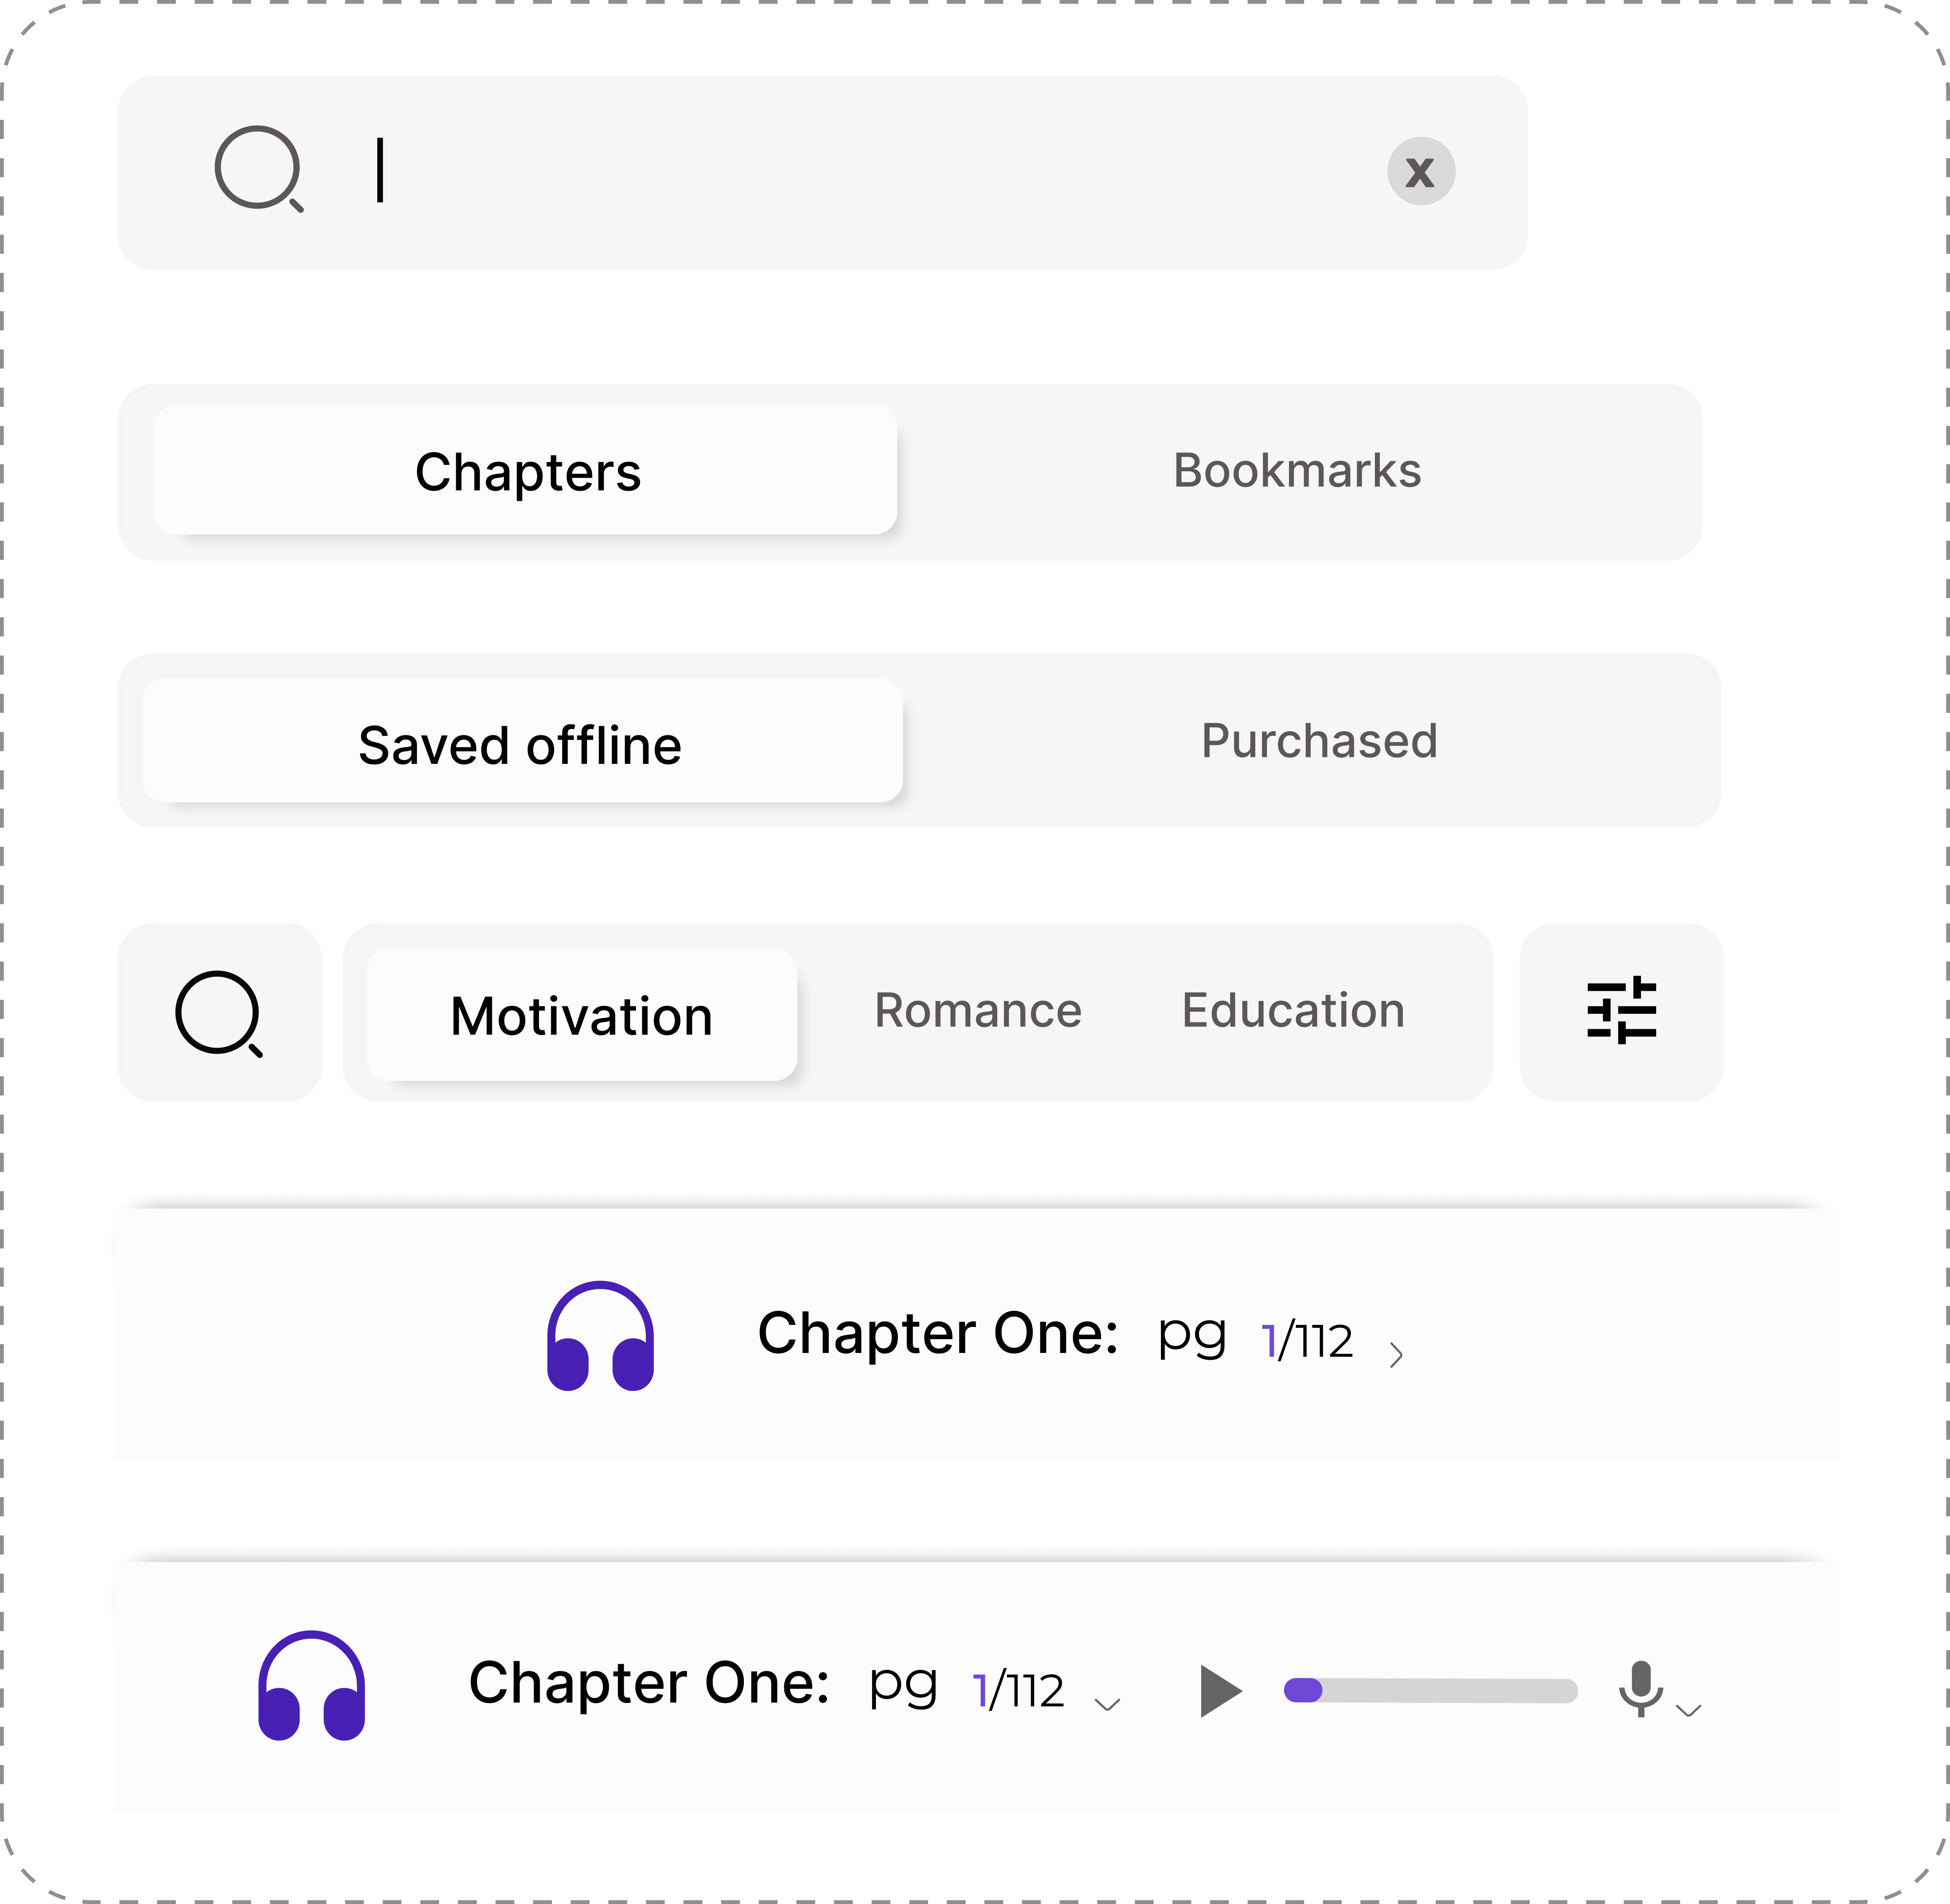 x
Chapters Bookmarks
Saved offline Purchased
Motivation Romance Education
Chapter One: pg 1/112
Chapter One: pg 1/112